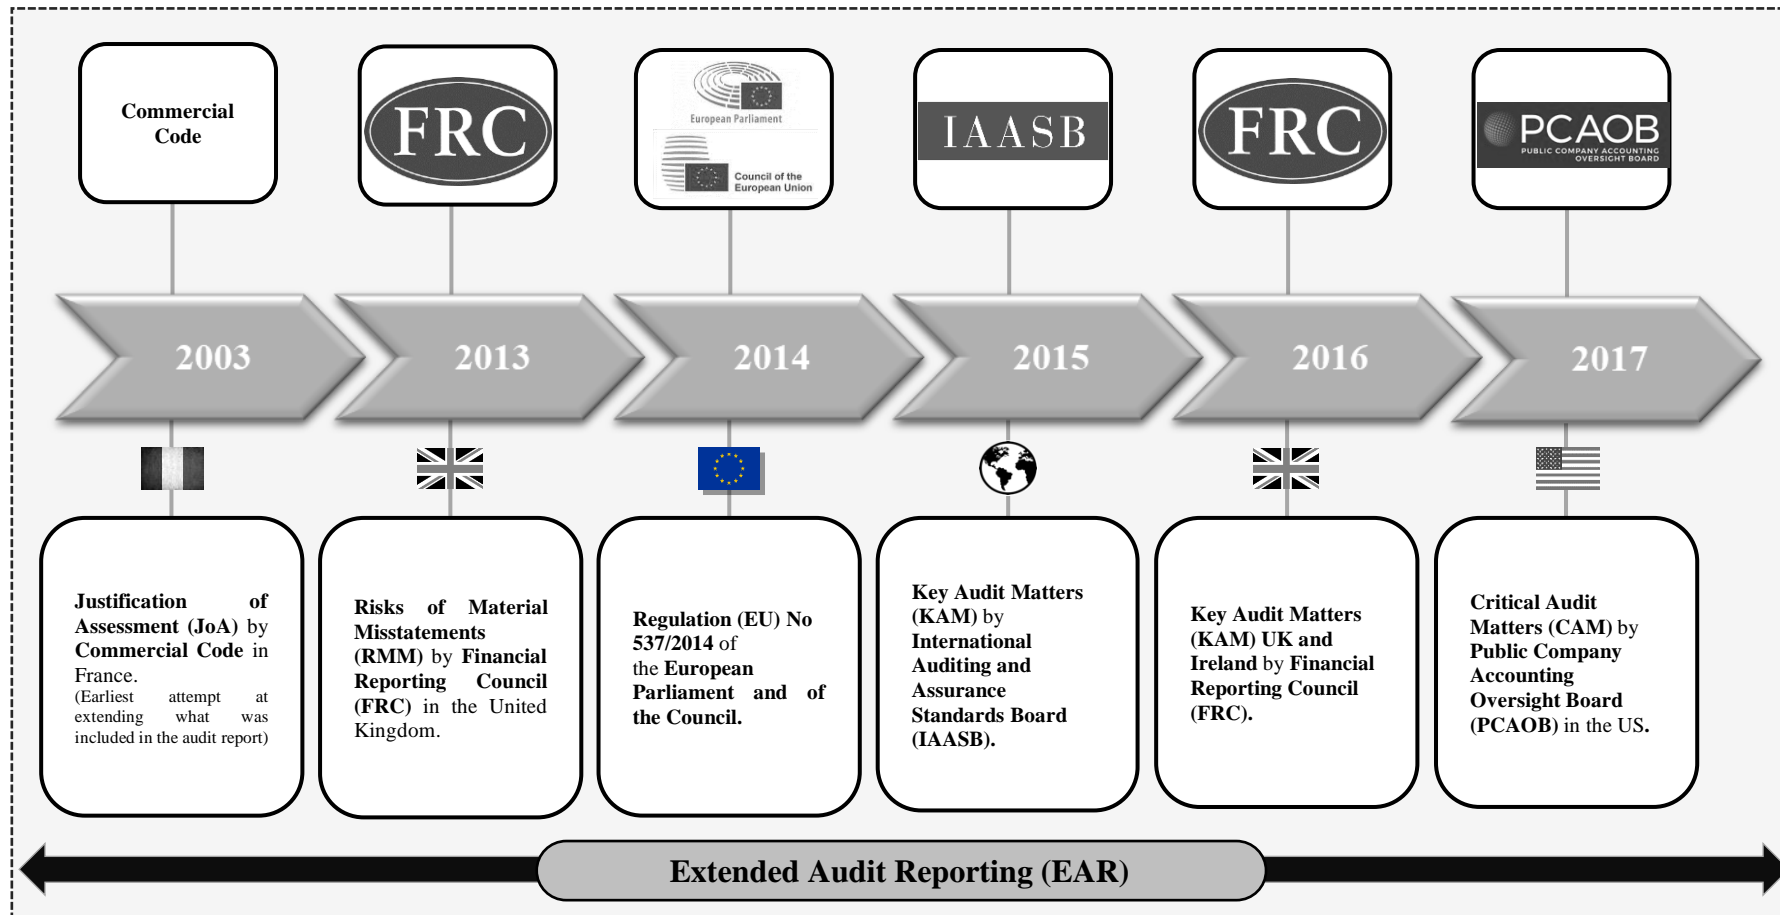 Commercial
Code
FRC
European Parliament
Council of the
European Union
IAASB
FRC
PCAOB
PUBLIC COMPANY ACCOUNTING
OVERSIGHT BOARD
2003
2013
2014
2015
2016
2017
Justification of
Assessment (JoA) by
Commercial Code in
France.
(Earliest attempt at
extending what was
included in the audit report)
Risks of Material
Misstatements
(RMM) by Financial
Reporting Council
(FRC) in the United
Kingdom.
Regulation (EU) No
537/2014 of
the European
Parliament and of
the Council.
Key Audit Matters
(KAM) by
International
Auditing and
Assurance
Standards Board
(IAASB).
Key Audit Matters
(KAM) UK and
Ireland by Financial
Reporting Council
(FRC).
Critical Audit
Matters (CAM) by
Public Company
Accounting
Oversight Board
(PCAOB) in the US.
Extended Audit Reporting (EAR)